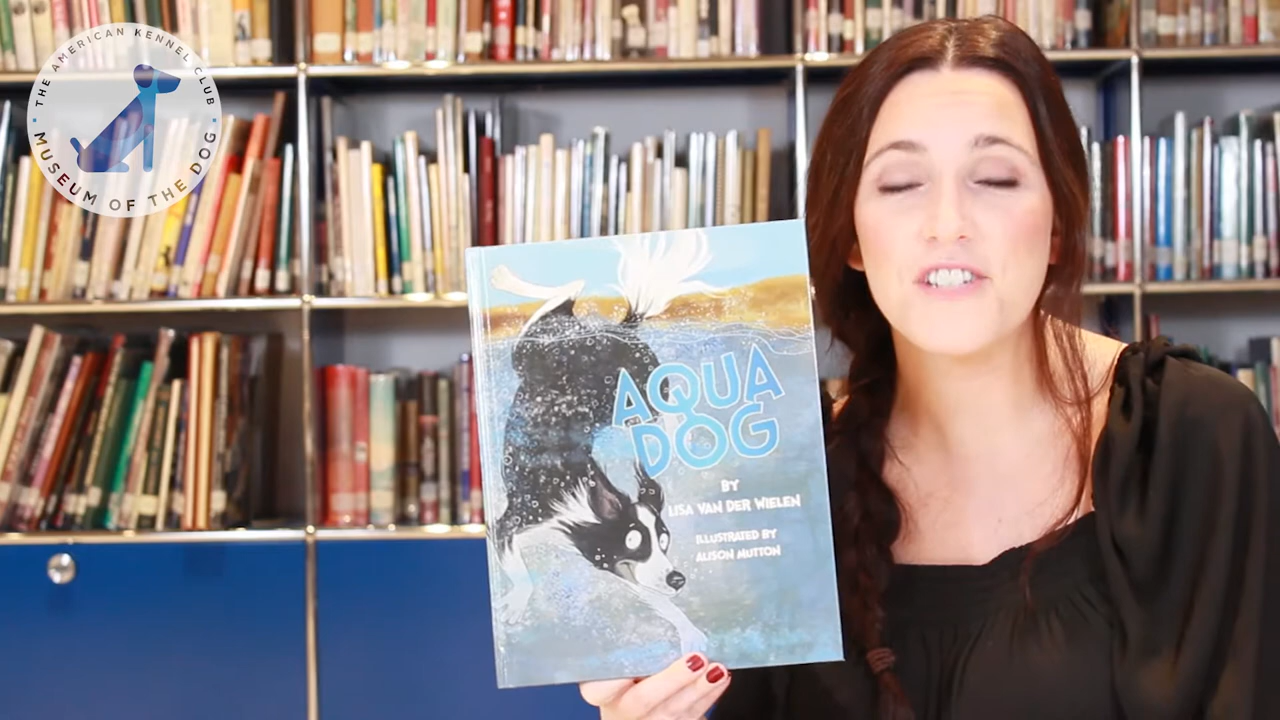 THE AMERICAN KENNEL CLUB
MUSEUM OF THE DOG
AQUA
DOG
BY
LISA VAN DER WIELEN
ILLUSTRATED BY
ALISON MUTTON